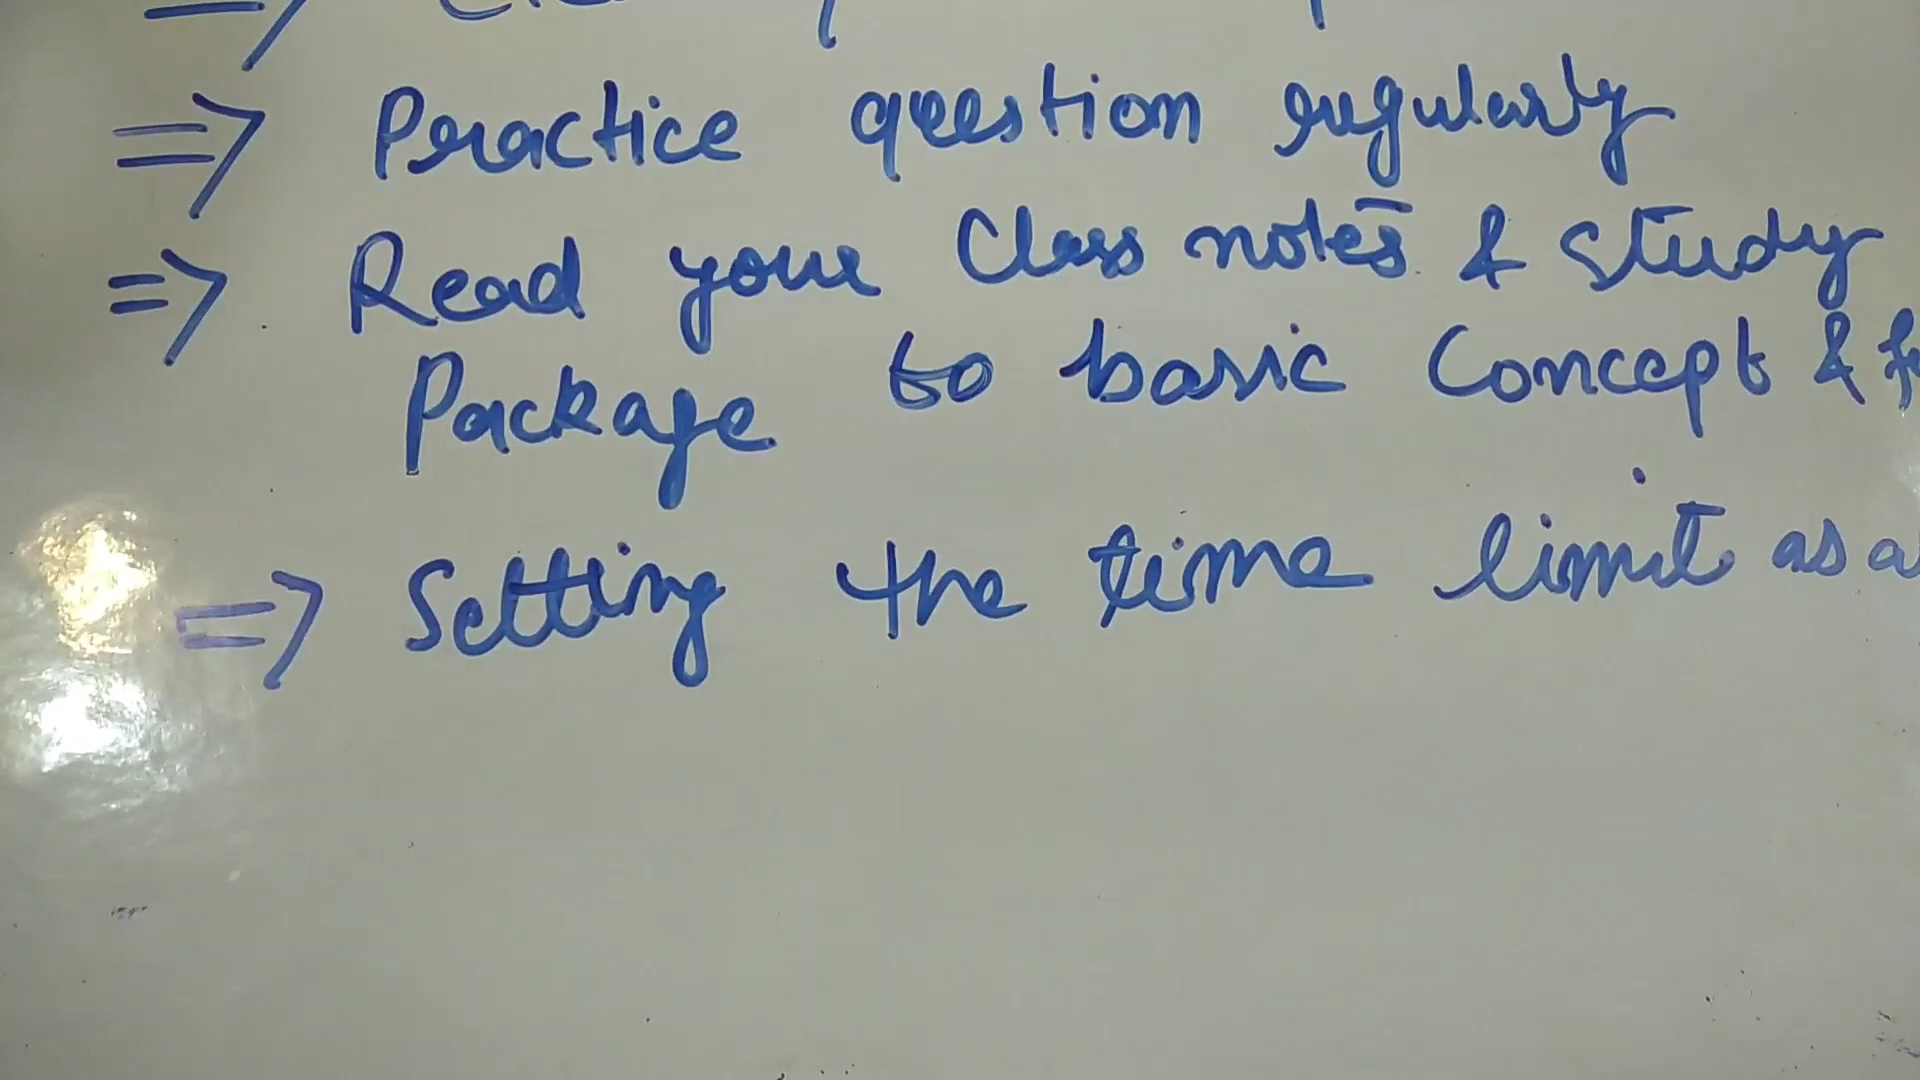 => Practice question regularly
=> Read your Class notes & study
Package to basic Concept &
=> Setting the time limit as